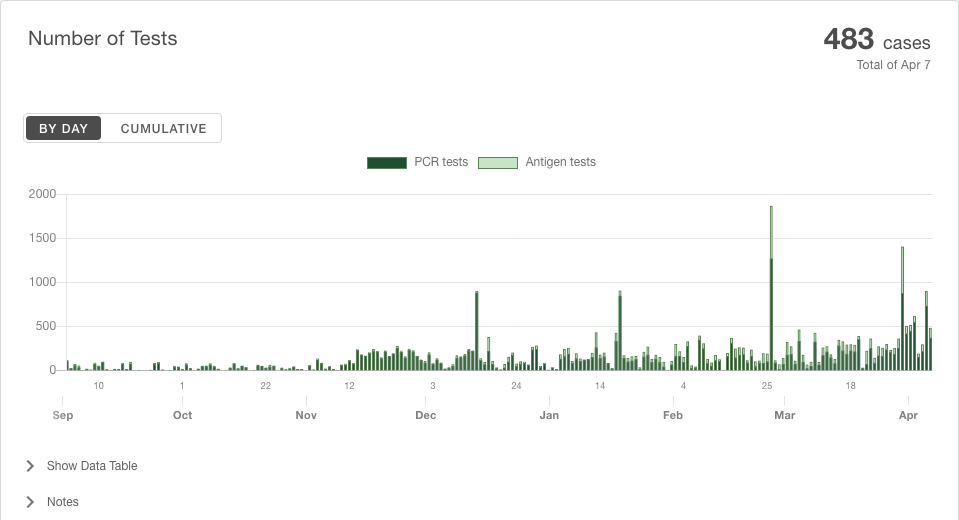 Number of Tests
483 cases
Total of Apr 7
BY DAY CUMULATIVE
PCR tests Antigen tests
2000
1500
1000
500
0
10 1 22 12 3 24 14 4 25 18
Sep Oct Nov Dec Jan Feb Mar Apr
Show Data Table
Notes